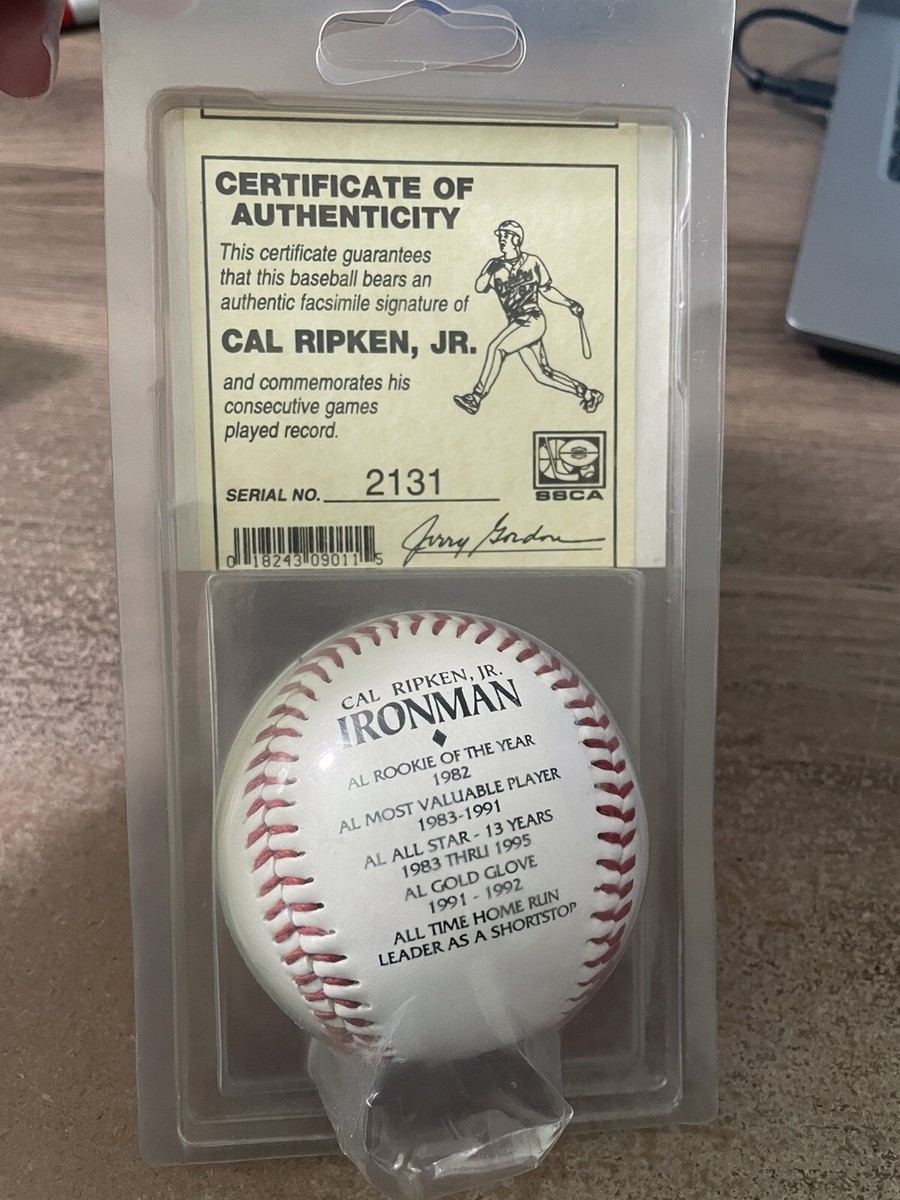 CERTIFICATE OF
AUTHENTICITY
This certificate guarantees
that this baseball bears an
authentic facsimile signature of
CAL RIPKEN, JR.
and commemorates his
consecutive games
played record.
SERIAL NO. 2131
SSCA
0 18243 09011 5
Jerry Gordon
CAL RIPKEN, JR.
IRONMAN
AL ROOKIE OF THE YEAR
1982
AL MOST VALUABLE PLAYER
1983-1991
AL ALL STAR - 13 YEARS
1983 THRU 1995
AL GOLD GLOVE
1991 - 1992
ALL TIME HOME RUN
LEADER AS A SHORTSTOP